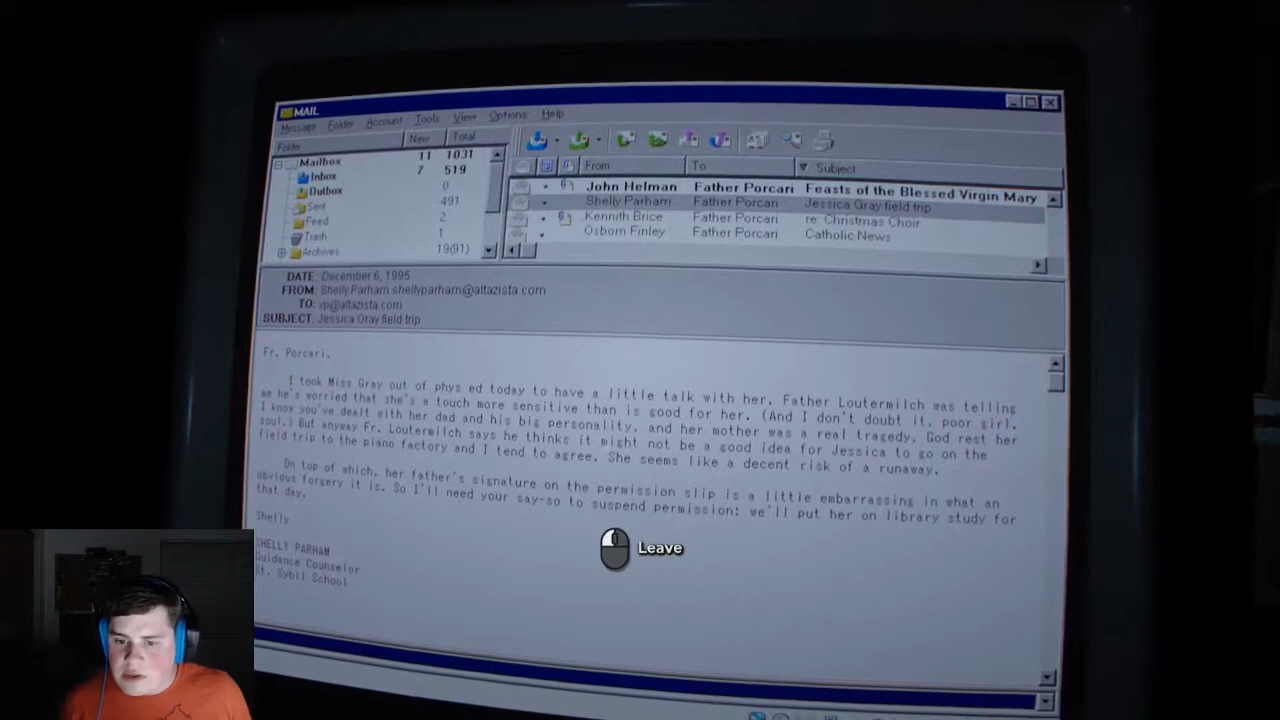 MAIL
Message Folder Account Tools View Options Help
Folder New Total
Mailbox 11 1031
Inbox 7 519
Outbox 0
Sent 491
Feed 2
Trash 1
Archives 19(91)
From To Subject
John Helman Father Porcari Feasts of the Blessed Virgin Mary
Shelly Parham Father Porcari Jessica Gray field trip
Kennith Brice Father Porcari re: Christmas Choir
Osborn Finley Father Porcari Catholic News
DATE: December 6, 1995
FROM: Shelly Parham shellyparham@altazista.com
TO: vp@altazista.com
SUBJECT: Jessica Gray field trip
Fr. Porcari,
I took Miss Gray out of phys ed today to have a little talk with her. Father Loutermilch was telling
me he's worried that she's a touch more sensitive than is good for her. (And I don't doubt it, poor girl.
I know you've dealt with her dad and his big personality, and her mother was a real tragedy, God rest her
soul.) But anyway Fr. Loutermilch says he thinks it might not be a good idea for Jessica to go on the
field trip to the piano factory and I tend to agree. She seems like a decent risk of a runaway.
On top of which, her father's signature on the permission slip is a little embarrassing in what an
obvious forgery it is. So I'll need your say-so to suspend permission; we'll put her on library study for
that day.
Shelly
SHELLY PARHAM
Guidance Counselor
St. Sybil School
Leave